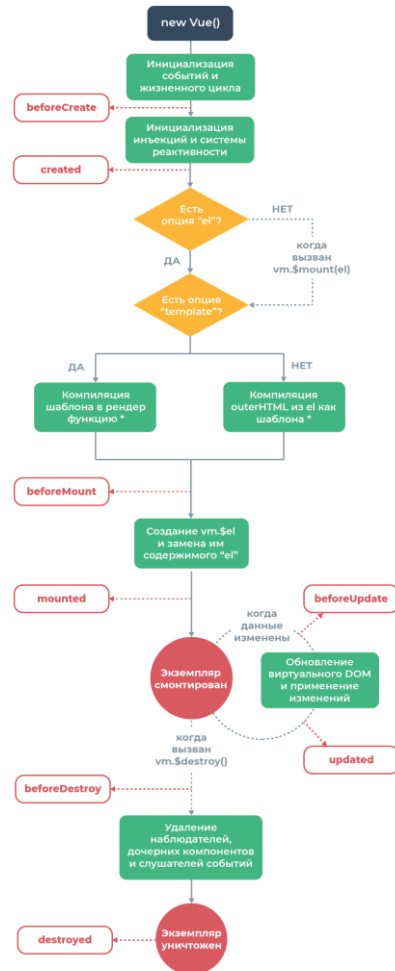 new Vue()
Инициализация
событий и
жизненного цикла
beforeCreate
Инициализация
инъекций и системы
реактивности
created
Есть
опция “el”?
НЕТ
когда
вызван
vm.$mount(el)
ДА
Есть опция
“template”?
ДА
НЕТ
Компиляция
шаблона в рендер
функцию *
Компиляция
outerHTML из el как
шаблона *
beforeMount
Создание vm.$el
и замена им
содержимого “el”
mounted
beforeUpdate
когда
данные
изменены
Экземпляр
смонтирован
Обновление
виртуального DOM
и применение
изменений
когда
вызван
vm.$destroy()
updated
beforeDestroy
Удаление
наблюдателей,
дочерних компонентов
и слушателей событий
destroyed
Экземпляр
уничтожен